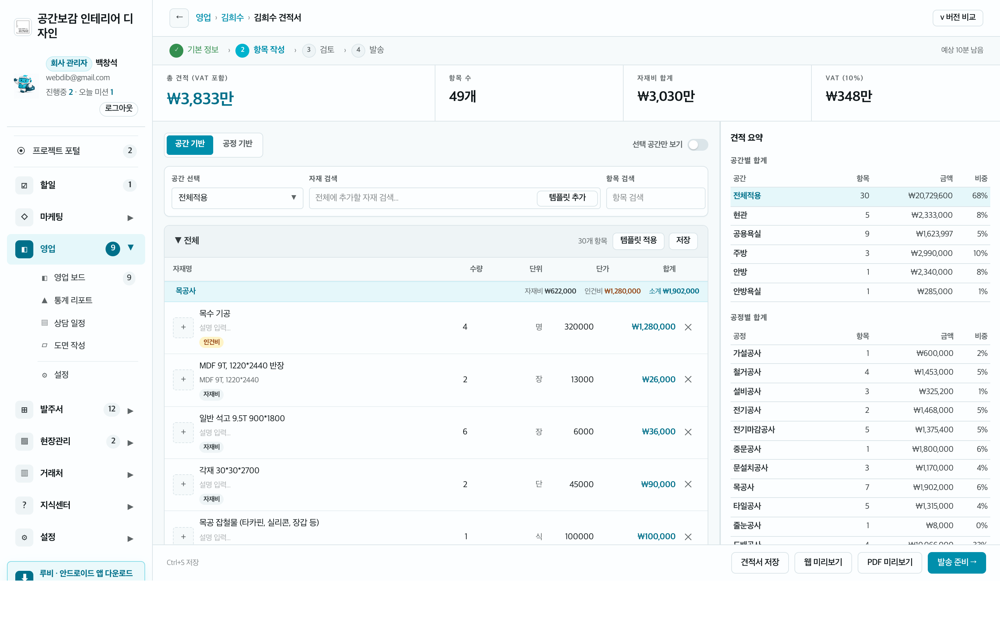 공간보감 인테리어 디
자인
회사 관리자 백창석
webdib@gmail.com
진행중 2 · 오늘 미션 1
로그아웃
프로젝트 포털 2
할일 1
마케팅
영업 9
영업 보드 9
통계 리포트
상담 일정
도면 작성
설정
발주서 12
현장관리 2
거래처
지식센터
설정
루비 · 안드로이드 앱 다운로드
← 영업 › 김희수 › 김희수 견적서
v 버전 비교
✓ 기본 정보 › 2 항목 작성 › 3 검토 › 4 발송
예상 10분 남음
총 견적 (VAT 포함)
₩3,833만
항목 수
49개
자재비 합계
₩3,030만
VAT (10%)
₩348만
공간 기반 공정 기반
선택 공간만 보기
공간 선택 자재 검색 항목 검색
전체적용 ▼ 전체에 추가할 자재 검색... 템플릿 추가 항목 검색
▼ 전체 30개 항목 템플릿 적용 저장
자재명 수량 단위 단가 합계
목공사 자재비 ₩622,000 인건비 ₩1,280,000 소계 ₩1,902,000
목수 기공
+ 설명 입력... 4 명 320000 ₩1,280,000 ×
인건비
MDF 9T, 1220*2440 반장
+ MDF 9T, 1220*2440 2 장 13000 ₩26,000 ×
자재비
일반 석고 9.5T 900*1800
+ 설명 입력... 6 장 6000 ₩36,000 ×
자재비
각재 30*30*2700
+ 설명 입력... 2 단 45000 ₩90,000 ×
자재비
목공 잡철물 (타카핀, 실리콘, 장갑 등)
+ 설명 입력... 1 식 100000 ₩100,000 ×
견적 요약
공간별 합계
공간 항목 금액 비중
전체적용 30 ₩20,729,600 68%
현관 5 ₩2,333,000 8%
공용욕실 9 ₩1,623,997 5%
주방 3 ₩2,990,000 10%
안방 1 ₩2,340,000 8%
안방욕실 1 ₩285,000 1%
공정별 합계
공정 항목 금액 비중
가설공사 1 ₩600,000 2%
철거공사 4 ₩1,453,000 5%
설비공사 3 ₩325,200 1%
전기공사 2 ₩1,468,000 5%
전기마감공사 5 ₩1,375,400 5%
중문공사 1 ₩1,800,000 6%
문설치공사 3 ₩1,170,000 4%
목공사 7 ₩1,902,000 6%
타일공사 5 ₩1,315,000 4%
줄눈공사 1 ₩8,000 0%
Ctrl+S 저장
견적서 저장 웹 미리보기 PDF 미리보기 발송 준비 →